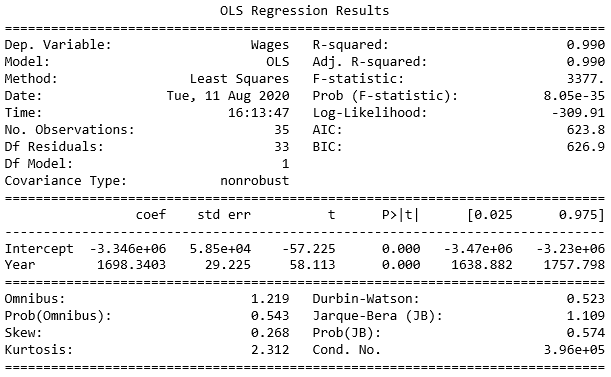 OLS Regression Results
==============================================================================
Dep. Variable: Wages R-squared: 0.990
Model: OLS Adj. R-squared: 0.990
Method: Least Squares F-statistic: 3377.
Date: Tue, 11 Aug 2020 Prob (F-statistic): 8.05e-35
Time: 16:13:47 Log-Likelihood: -309.91
No. Observations: 35 AIC: 623.8
Df Residuals: 33 BIC: 626.9
Df Model: 1
Covariance Type: nonrobust
==============================================================================
coef std err t P>|t| [0.025 0.975]
------------------------------------------------------------------------------
Intercept -3.346e+06 5.85e+04 -57.225 0.000 -3.47e+06 -3.23e+06
Year 1698.3403 29.225 58.113 0.000 1638.882 1757.798
==============================================================================
Omnibus: 1.219 Durbin-Watson: 0.523
Prob(Omnibus): 0.543 Jarque-Bera (JB): 1.109
Skew: 0.268 Prob(JB): 0.574
Kurtosis: 2.312 Cond. No. 3.96e+05
==============================================================================